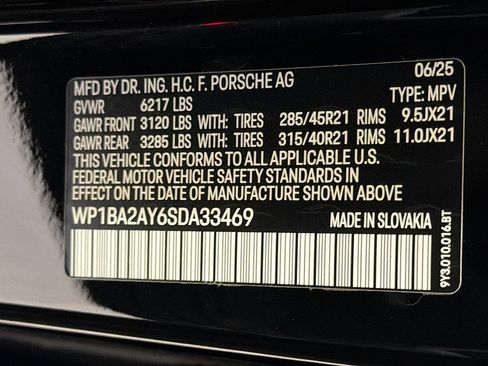 MFD BY DR. ING. H.C. F. PORSCHE AG 06/25
GVWR 6217 LBS TYPE: MPV
GAWR FRONT 3120 LBS WITH: TIRES 285/45R21 RIMS 9.5JX21
GAWR REAR 3285 LBS WITH: TIRES 315/40R21 RIMS 11.0JX21
THIS VEHICLE CONFORMS TO ALL APPLICABLE U.S.
FEDERAL MOTOR VEHICLE SAFETY STANDARDS IN
EFFECT ON THE DATE OF MANUFACTURE SHOWN ABOVE
WP1BA2AY6SDA33469 MADE IN SLOVAKIA
9Y3.010.016.BT